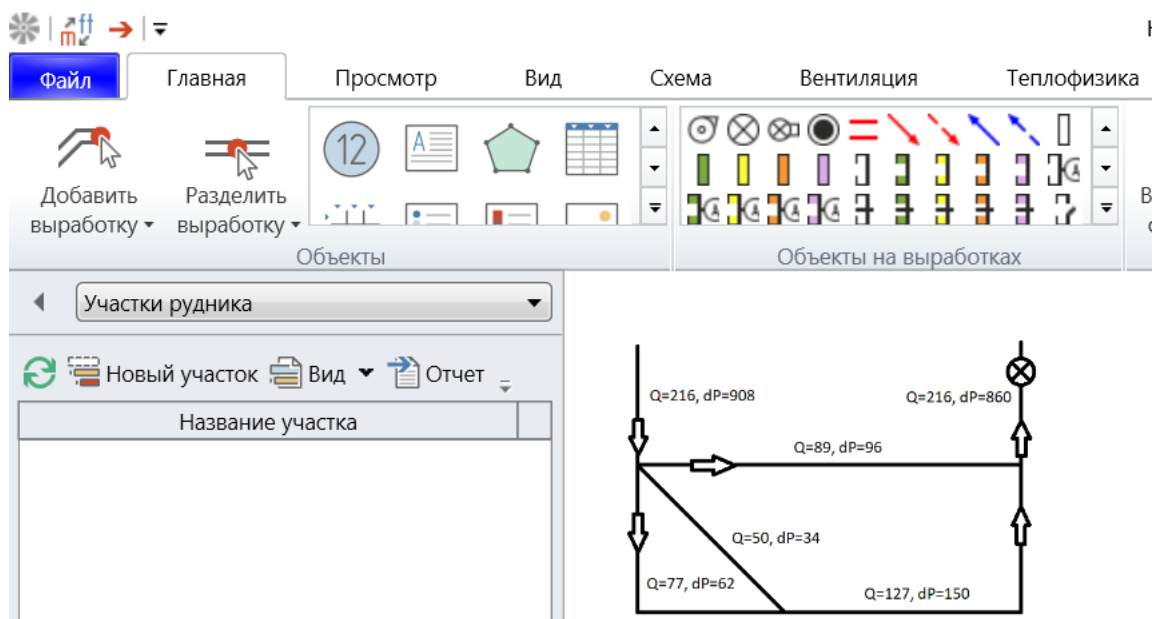 ft
m
Файл Главная Просмотр Вид Схема Вентиляция Теплофизика
12
A
Добавить
выработку
Разделить
выработку
Объекты
Объекты на выработках
Участки рудника
Новый участок Вид Отчет
Название участка
Q=216, dP=908
Q=216, dP=860
Q=89, dP=96
Q=50, dP=34
Q=77, dP=62
Q=127, dP=150